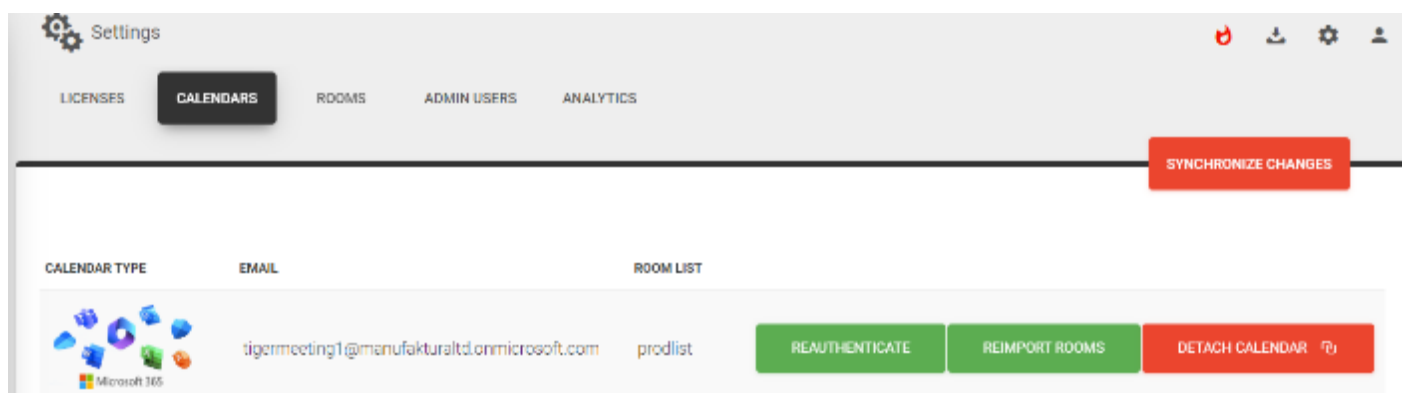 Settings
LICENSES CALENDARS ROOMS ADMIN USERS ANALYTICS
SYNCHRONIZE CHANGES
CALENDAR TYPE EMAIL ROOM LIST
tigermeeting1@manufakturaltd.onmicrosoft.com prodlist REAUTHENTICATE REIMPORT ROOMS DETACH CALENDAR
Microsoft 365